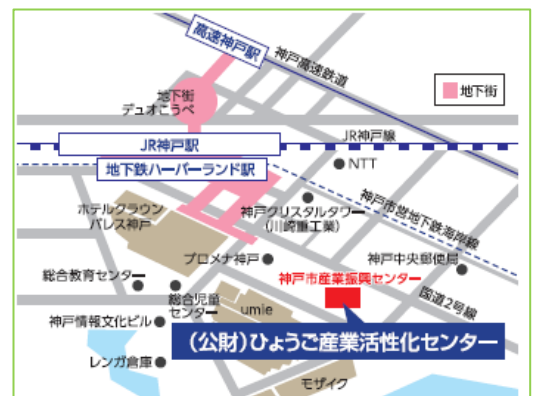 高速神戸駅
神戸高速鉄道
地下街
デュオこうべ
地下街
JR神戸駅
JR神戸線
地下鉄ハーバーランド駅
NTT
神戸市営地下鉄海岸線
ホテルクラウン
パレス神戸
神戸クリスタルタワー
(川崎重工業)
プロメナ神戸
神戸中央郵便局
総合教育センター
神戸市産業振興センター
総合児童
センター
umie
国道2号線
神戸情報文化ビル
(公財)ひょうご産業活性化センター
レンガ倉庫
モザイク